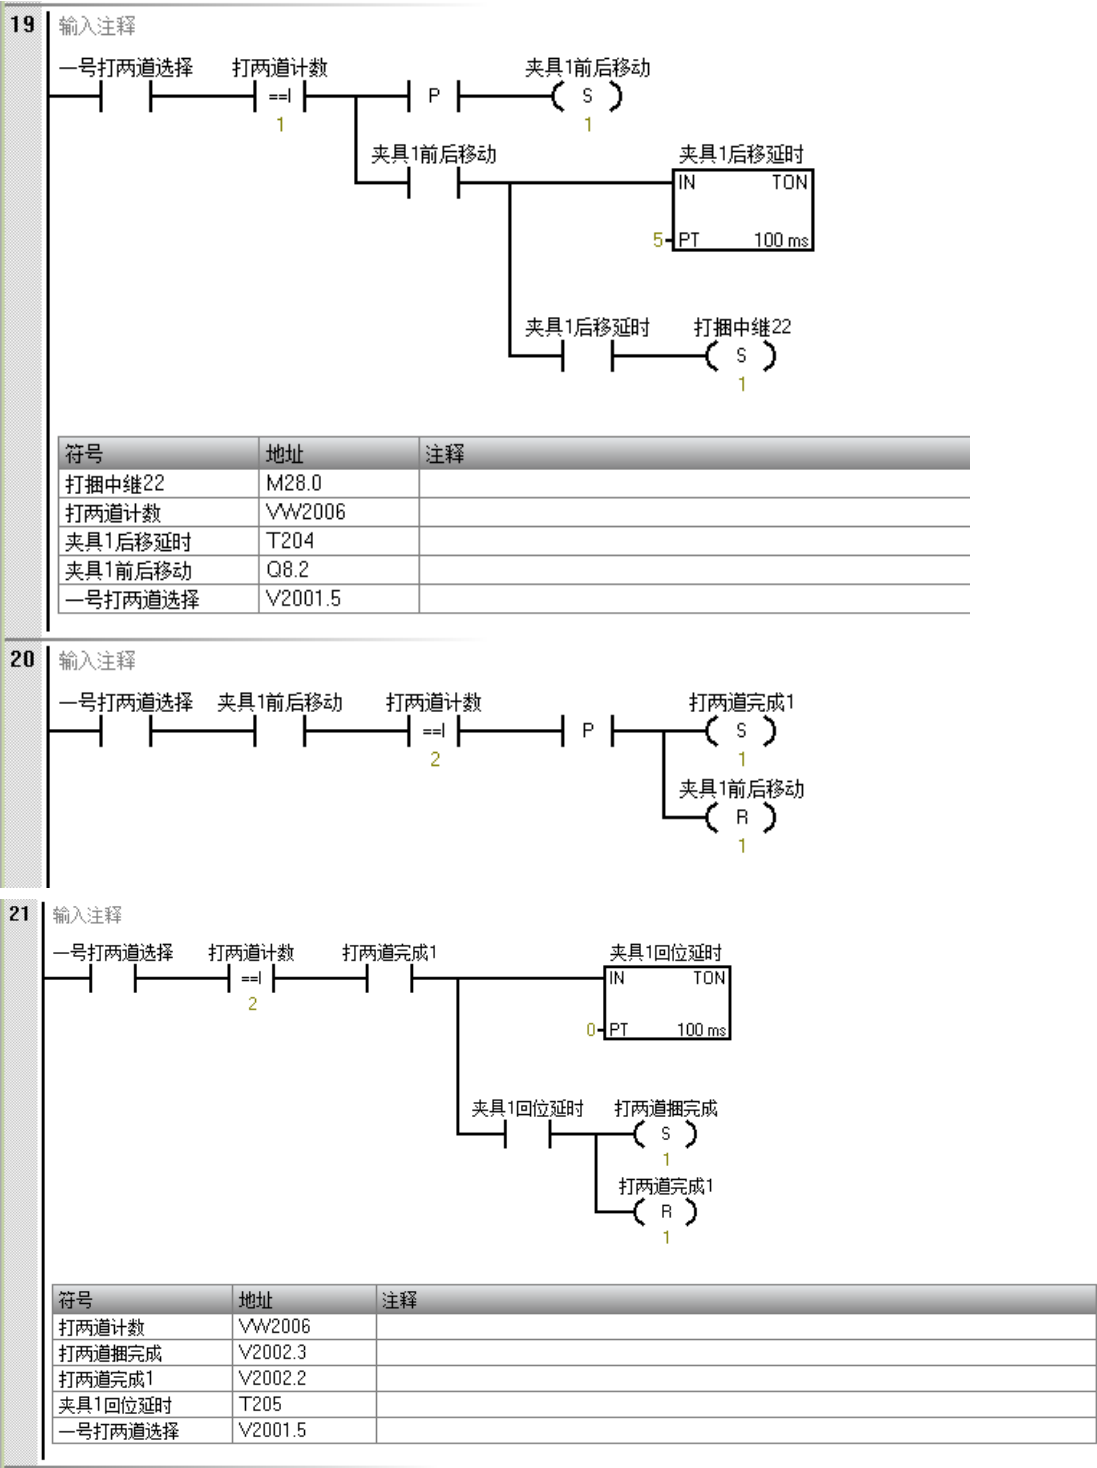 19 输入注释
一号打两道选择 打两道计数 夹具1前后移动
==I P S
1 1
夹具1前后移动 夹具1后移延时
IN TON
5 PT 100 ms
夹具1后移延时 打捆中继22
S
1
符号 地址 注释
打捆中继22 M28.0
打两道计数 VW2006
夹具1后移延时 T204
夹具1前后移动 Q8.2
一号打两道选择 V2001.5
20 输入注释
一号打两道选择 夹具1前后移动 打两道计数 打两道完成1
==I P S
2 1
夹具1前后移动
R
1
21 输入注释
一号打两道选择 打两道计数 打两道完成1 夹具1回位延时
==I IN TON
2
0 PT 100 ms
夹具1回位延时 打两道捆完成
S
1
打两道完成1
R
1
符号 地址 注释
打两道计数 VW2006
打两道捆完成 V2002.3
打两道完成1 V2002.2
夹具1回位延时 T205
一号打两道选择 V2001.5